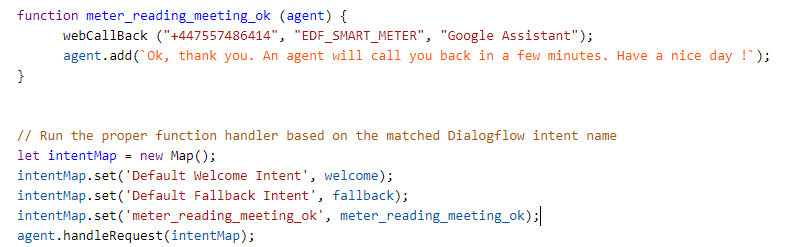 function meter_reading_meeting_ok (agent) {
webCallBack ("+447557486414", "EDF_SMART_METER", "Google Assistant");
agent.add(`Ok, thank you. An agent will call you back in a few minutes. Have a nice day !`);
}
// Run the proper function handler based on the matched Dialogflow intent name
let intentMap = new Map();
intentMap.set('Default Welcome Intent', welcome);
intentMap.set('Default Fallback Intent', fallback);
intentMap.set('meter_reading_meeting_ok', meter_reading_meeting_ok);
agent.handleRequest(intentMap);